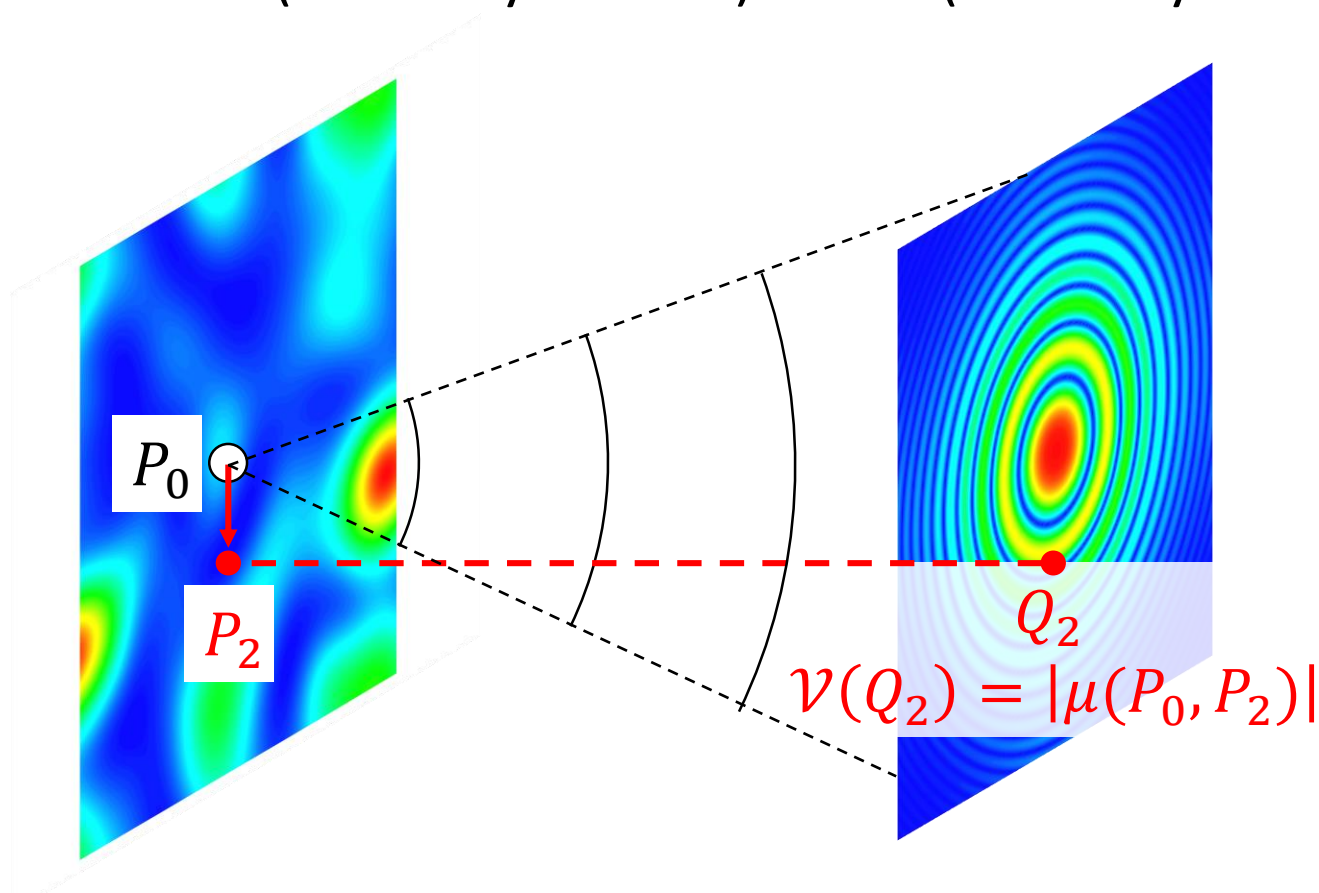 P₀
P₂
Q₂
𝒱(Q₂) = |μ(P₀, P₂)|